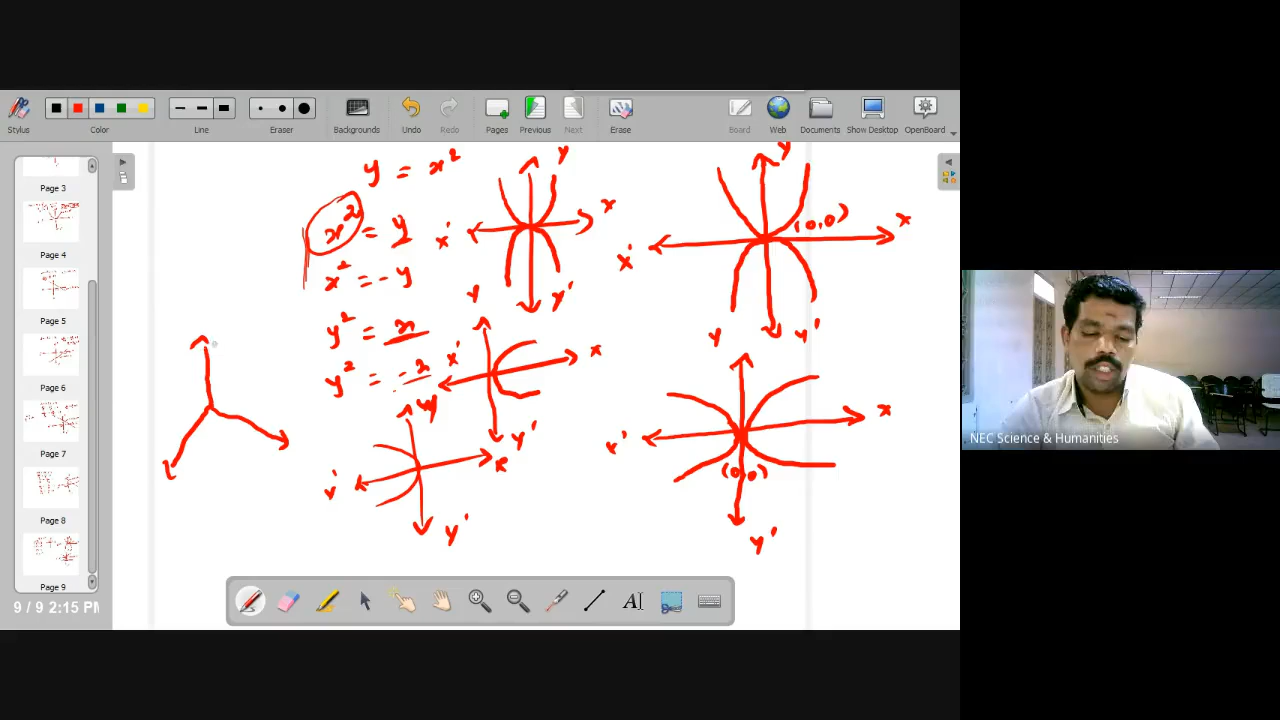 Stylus
Color
Line
Eraser
Backgrounds
Undo
Redo
Pages
Previous
Next
Erase
Board
Web
Documents
Show Desktop
OpenBoard
Page 3
Page 4
Page 5
Page 6
Page 7
Page 8
Page 9
9 / 9 2:15 PM
y = x²
x² = y
x² = -y
y² = x
y² = -x
y
x
x'
y
y'
y
(0,0)
x
x'
y
y'
x'
x
y'
y
x
x'
y'
x
x'
(0,0)
y'
A
NEC Science & Humanities